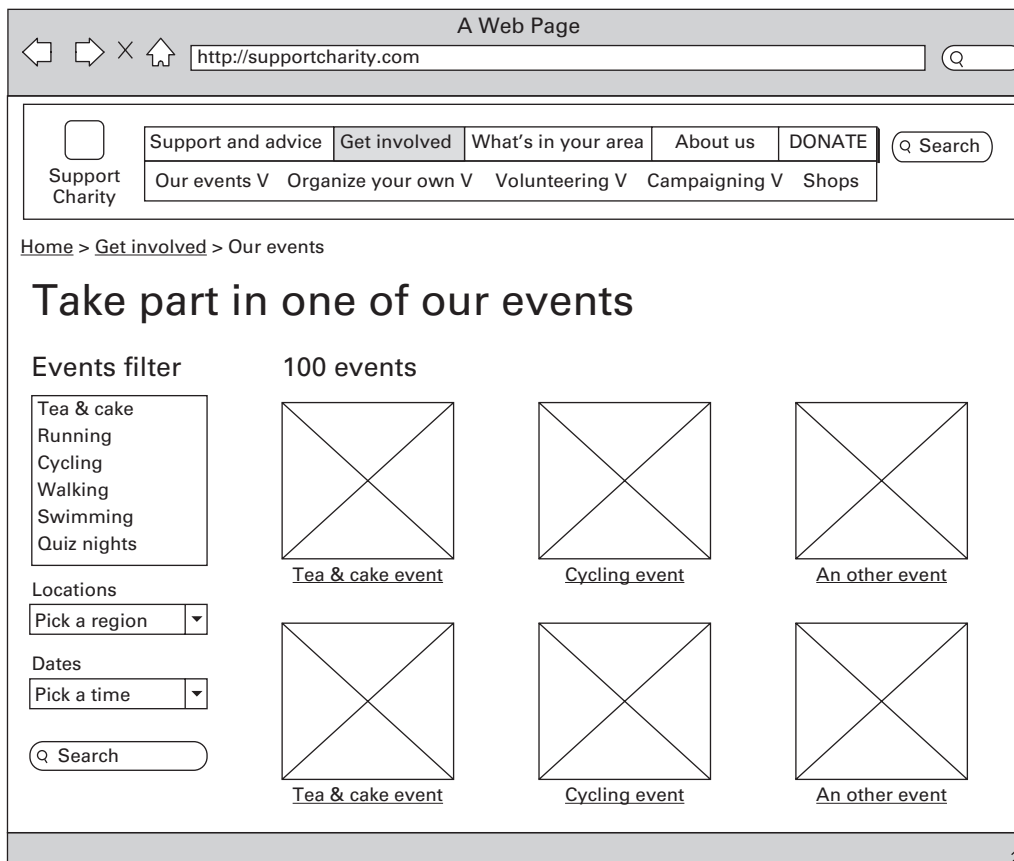 A Web Page
http://supportcharity.com
Support and advice Get involved What's in your area About us DONATE
Search
Support
Charity
Our events V Organize your own V Volunteering V Campaigning V Shops
Home > Get involved > Our events
Take part in one of our events
Events filter
100 events
Tea & cake
Running
Cycling
Walking
Swimming
Quiz nights
Locations
Pick a region
Dates
Pick a time
Search
Tea & cake event Cycling event An other event
Tea & cake event Cycling event An other event